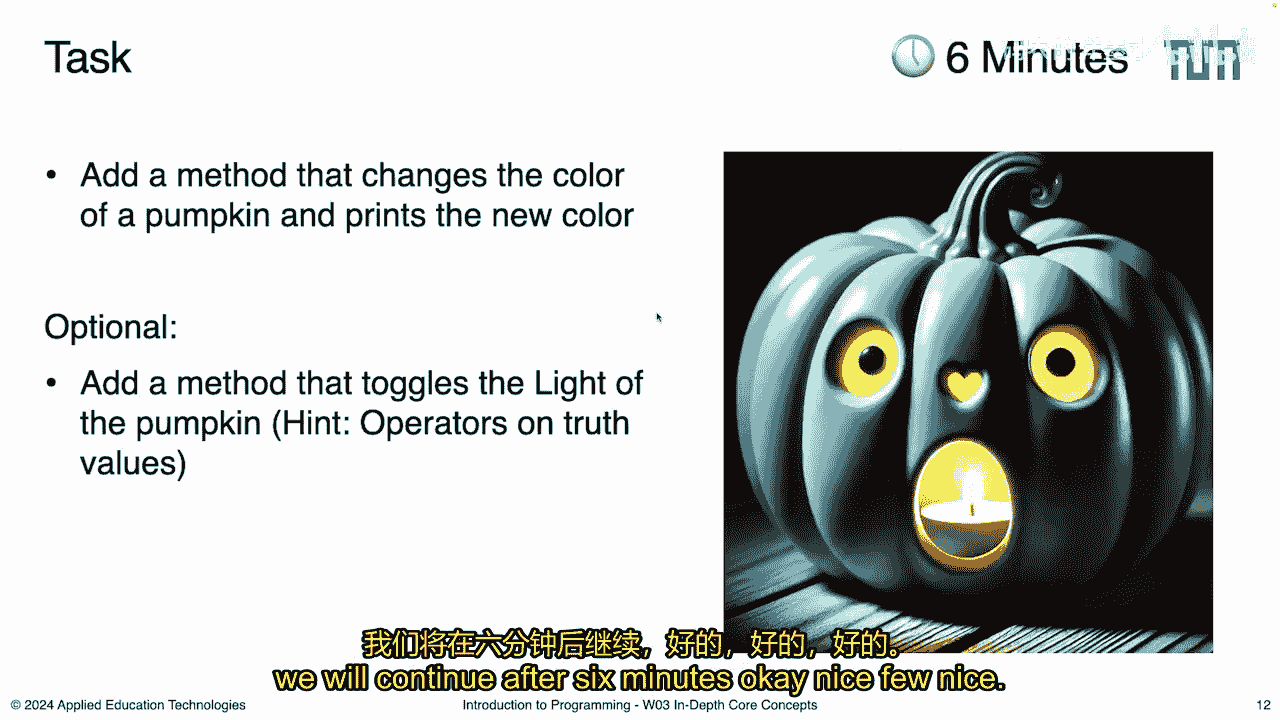 Task
🕔 6 Minutes
• Add a method that changes the color
of a pumpkin and prints the new color
Optional:
• Add a method that toggles the Light of
the pumpkin (Hint: Operators on truth
values)
我们将在六分钟后继续，好的，好的，好的。
we will continue after six minutes okay nice few nice.
© 2024 Applied Education Technologies
Introduction to Programming - W03 In-Depth Core Concepts
12